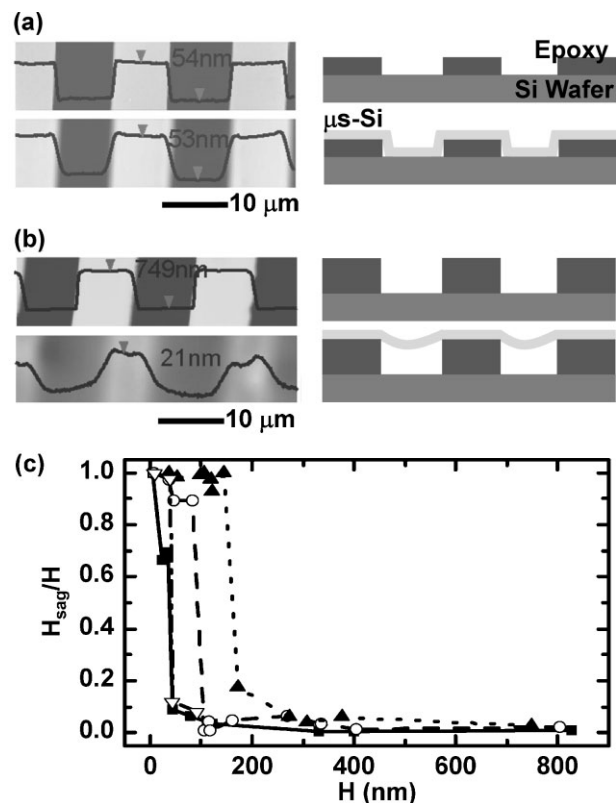 (a)
54nm
Epoxy
Si Wafer
53nm
μs-Si
10 μm
(b)
749nm
21nm
10 μm
(c)
1.0
0.8
0.6
0.4
0.2
0.0
H_sag/H
0 200 400 600 800
H (nm)